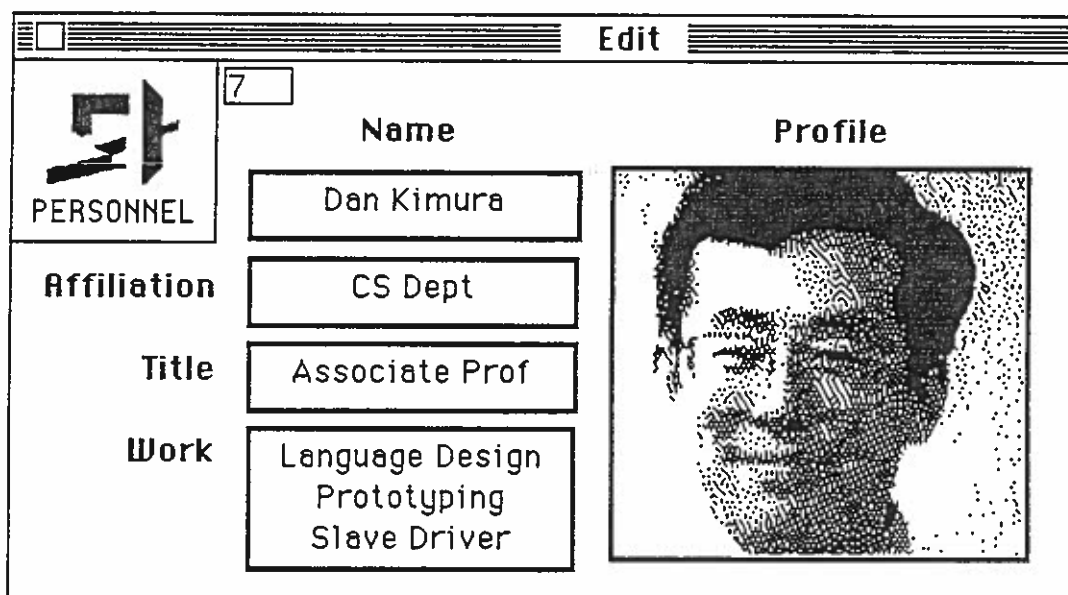 Edit
7
PERSONNEL
Name
Profile
Dan Kimura
Affiliation
CS Dept
Title
Associate Prof
Work
Language Design
Prototyping
Slave Driver